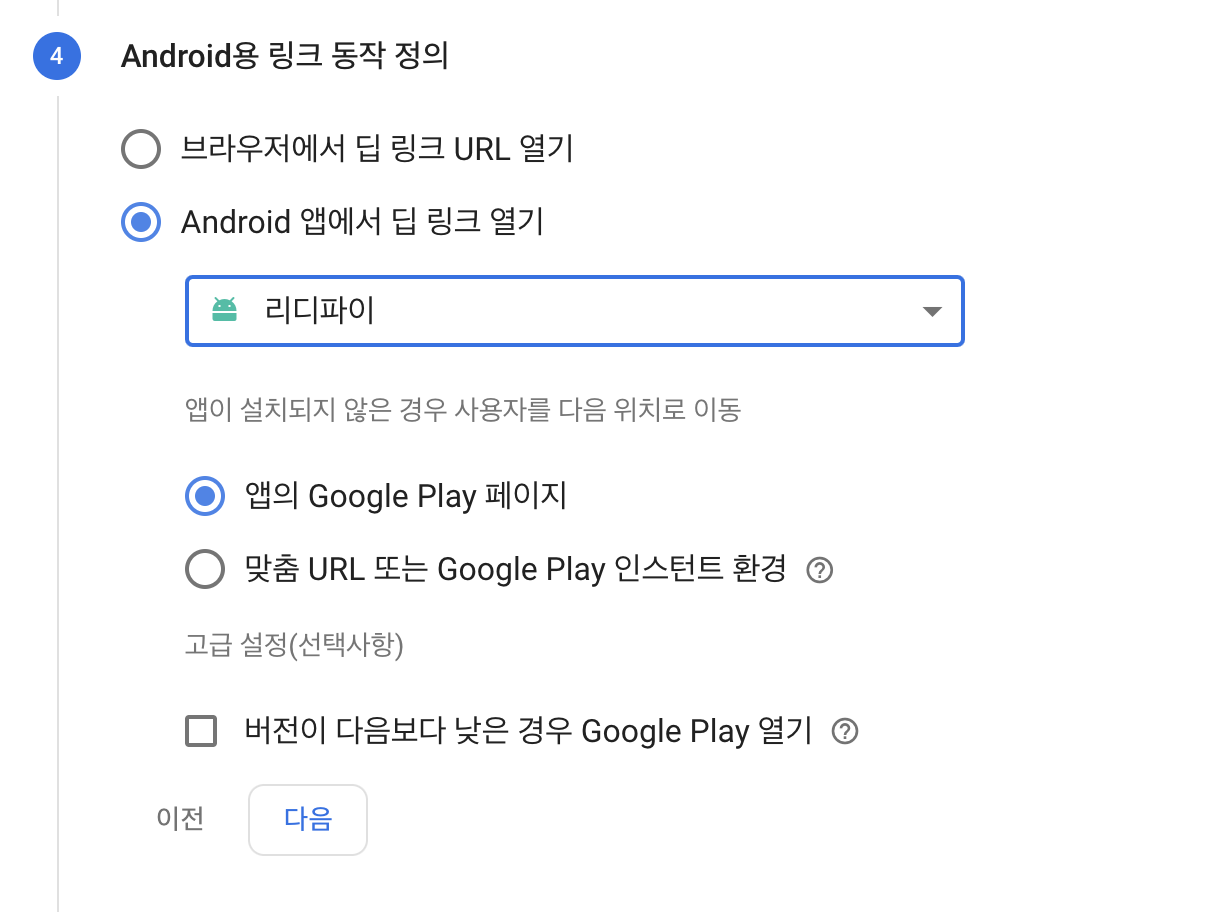 4
Android용 링크 동작 정의
브라우저에서 딥 링크 URL 열기
Android 앱에서 딥 링크 열기
리디파이
앱이 설치되지 않은 경우 사용자를 다음 위치로 이동
앱의 Google Play 페이지
맞춤 URL 또는 Google Play 인스턴트 환경 ?
고급 설정(선택사항)
버전이 다음보다 낮은 경우 Google Play 열기 ?
이전 다음